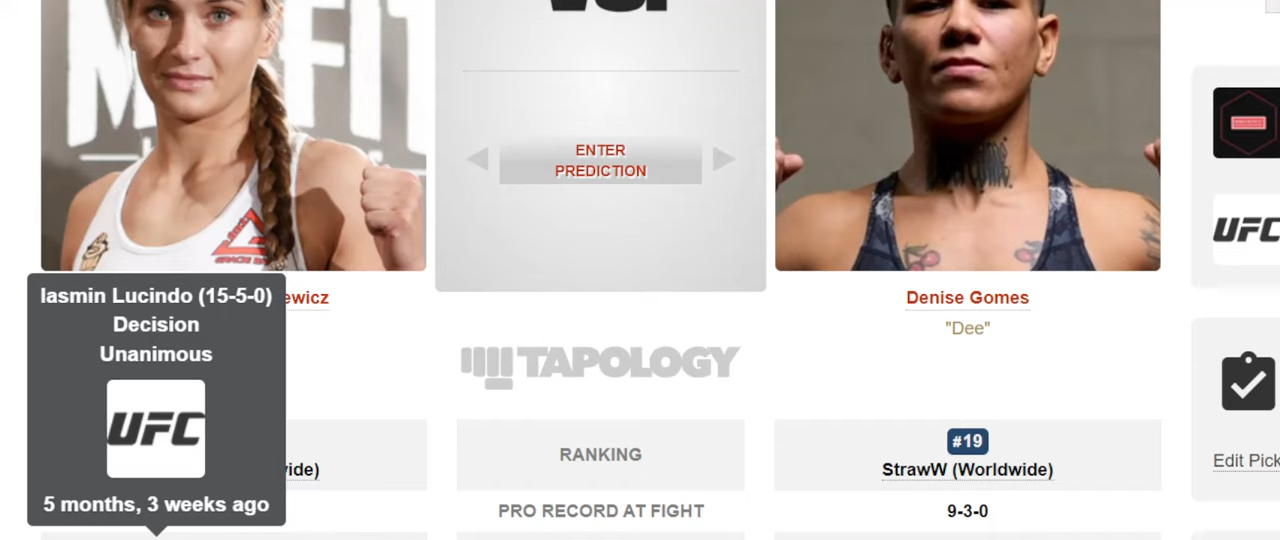 ENTER
PREDICTION
UFC
Iasmin Lucindo (15-5-0)
Decision
Unanimous
UFC
5 months, 3 weeks ago
ewicz
Denise Gomes
"Dee"
TAPOLOGY
ide)
RANKING
#19
StrawW (Worldwide)
PRO RECORD AT FIGHT
9-3-0
Edit Pick